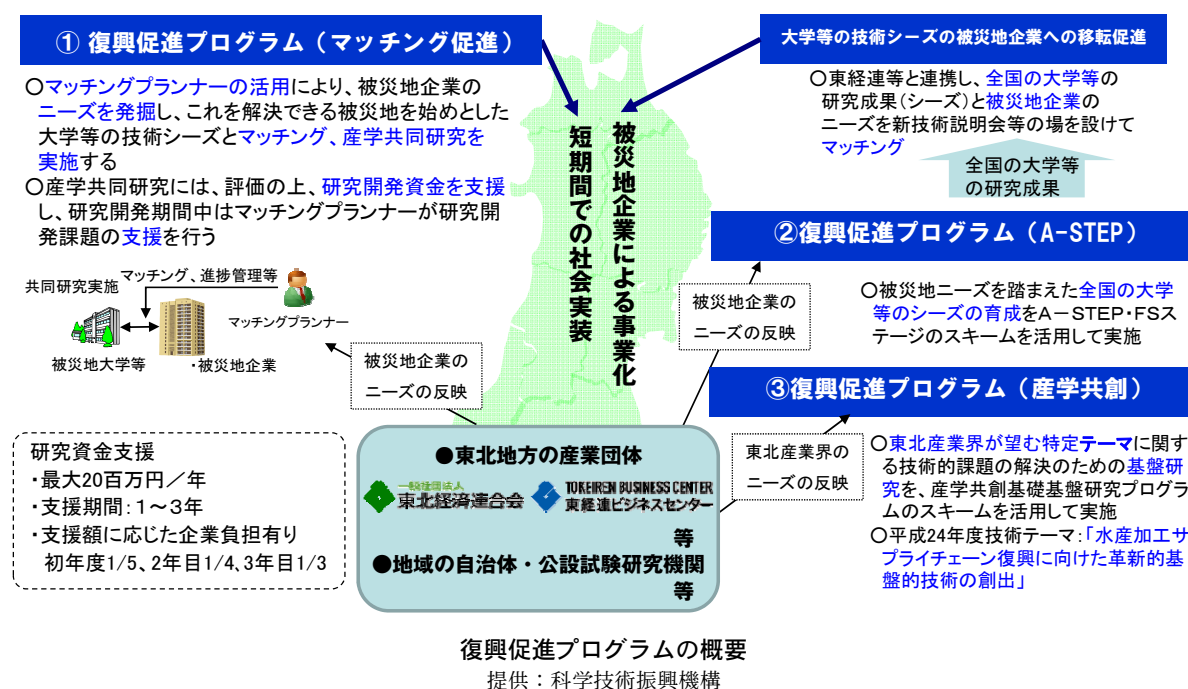 ① 復興促進プログラム（マッチング促進）
○マッチングプランナーの活用により、被災地企業の
ニーズを発掘し、これを解決できる被災地を始めとした
大学等の技術シーズとマッチング、産学共同研究を
実施する
○産学共同研究には、評価の上、研究開発資金を支援
し、研究開発期間中はマッチングプランナーが研究開
発課題の支援を行う
マッチング、進捗管理等
共同研究実施
マッチングプランナー
被災地大学等
・被災地企業
研究資金支援
・最大20百万円／年
・支援期間：１～３年
・支援額に応じた企業負担有り
初年度1/5、2年目1/4、3年目1/3
被災地企業による事業化
短期間での社会実装
被災地企業の
ニーズの反映
被災地企業の
ニーズの反映
東北産業界の
ニーズの反映
●東北地方の産業団体
一般社団法人
東北経済連合会
TOKEIREN BUSINESS CENTER
東経連ビジネスセンター
等
●地域の自治体・公設試験研究機関
等
大学等の技術シーズの被災地企業への移転促進
○東経連等と連携し、全国の大学等の
研究成果（シーズ）と被災地企業の
ニーズを新技術説明会等の場を設けて
マッチング
全国の大学等
の研究成果
②復興促進プログラム（A-STEP）
○被災地ニーズを踏まえた全国の大学
等のシーズの育成をA－STEP・FSス
テージのスキームを活用して実施
③復興促進プログラム（産学共創）
○東北産業界が望む特定テーマに関す
る技術的課題の解決のための基盤研
究を、産学共創基礎基盤研究プログラ
ムのスキームを活用して実施
○平成24年度技術テーマ：「水産加工サ
プライチェーン復興に向けた革新的基
盤的技術の創出」
復興促進プログラムの概要
提供：科学技術振興機構